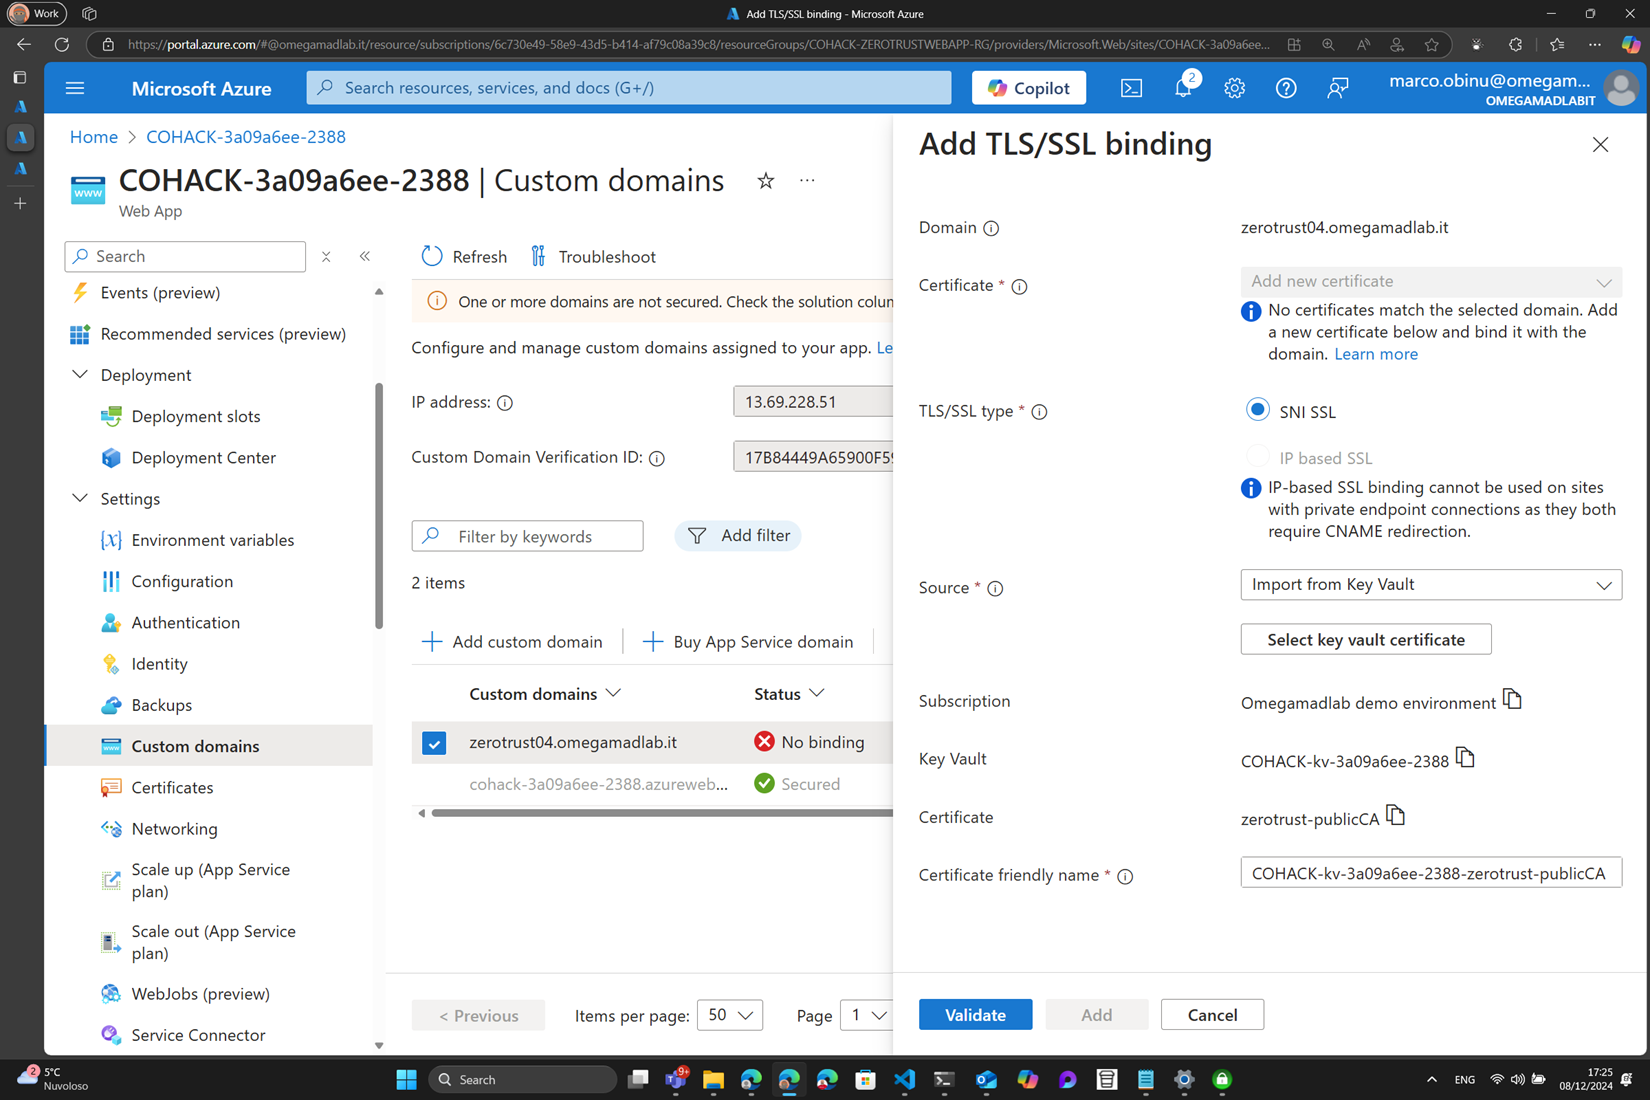 Work
Add TLS/SSL binding - Microsoft Azure
https://portal.azure.com/#@omegamadlab.it/resource/subscriptions/6c730e49-58e9-43d5-b414-af79c08a39c8/resourceGroups/COHACK-ZEROTRUSTWEBAPP-RG/providers/Microsoft.Web/sites/COHACK-3a09a6ee...
Microsoft Azure
Search resources, services, and docs (G+/)
Copilot
2
marco.obinu@omegam...
OMEGAMADLABIT
Home > COHACK-3a09a6ee-2388
www
COHACK-3a09a6ee-2388 | Custom domains
Web App
Search
Events (preview)
Recommended services (preview)
Deployment
Deployment slots
Deployment Center
Settings
Environment variables
Configuration
Authentication
Identity
Backups
Custom domains
Certificates
Networking
Scale up (App Service
plan)
Scale out (App Service
plan)
WebJobs (preview)
Service Connector
Refresh
Troubleshoot
One or more domains are not secured. Check the solution colun
Configure and manage custom domains assigned to your app. Le
IP address:
13.69.228.51
Custom Domain Verification ID:
17B84449A65900F59
Filter by keywords
Add filter
2 items
Add custom domain
Buy App Service domain
Custom domains
Status
zerotrust04.omegamadlab.it
No binding
cohack-3a09a6ee-2388.azureweb...
Secured
< Previous
Items per page:
50
Page
1
Add TLS/SSL binding
Domain
zerotrust04.omegamadlab.it
Certificate *
Add new certificate
No certificates match the selected domain. Add
a new certificate below and bind it with the
domain. Learn more
TLS/SSL type *
SNI SSL
IP based SSL
IP-based SSL binding cannot be used on sites
with private endpoint connections as they both
require CNAME redirection.
Source *
Import from Key Vault
Select key vault certificate
Subscription
Omegamadlab demo environment
Key Vault
COHACK-kv-3a09a6ee-2388
Certificate
zerotrust-publicCA
Certificate friendly name *
COHACK-kv-3a09a6ee-2388-zerotrust-publicCA
Validate
Add
Cancel
2
5°C
Nuvoloso
Search
9+
ENG
17:25
08/12/2024